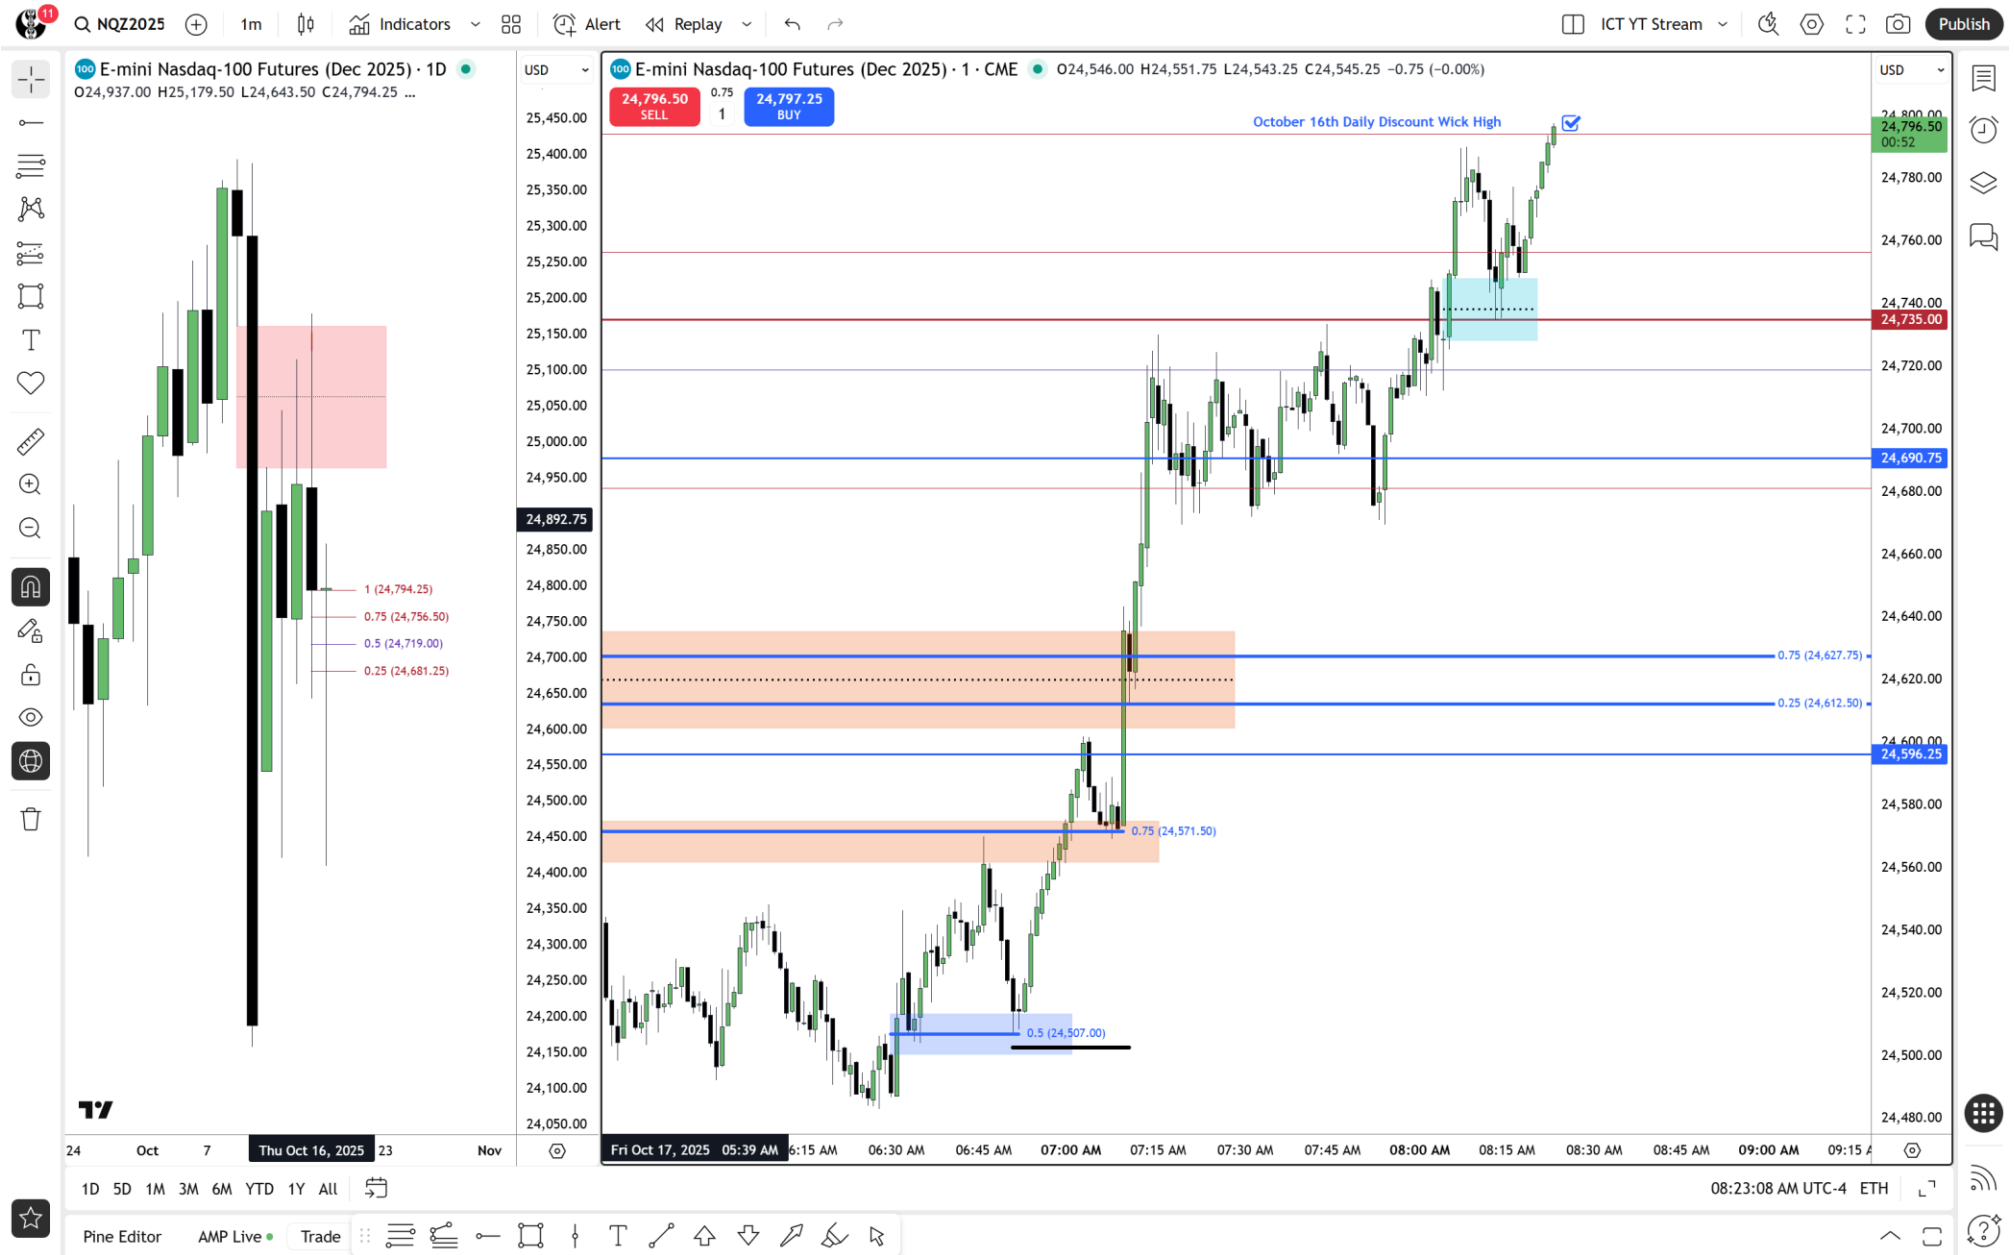 11
NQZ2025
1m
Indicators
Alert
Replay
ICT YT Stream
Publish
100 E-mini Nasdaq-100 Futures (Dec 2025) · 1D
O24,937.00 H25,179.50 L24,643.50 C24,794.25 ...
USD
25,450.00
25,400.00
25,350.00
25,300.00
25,250.00
25,200.00
25,150.00
25,100.00
25,050.00
25,000.00
24,950.00
24,892.75
24,850.00
24,800.00
24,750.00
24,700.00
24,650.00
24,600.00
24,550.00
24,500.00
24,450.00
24,400.00
24,350.00
24,300.00
24,250.00
24,200.00
24,150.00
24,100.00
24,050.00
1 (24,794.25)
0.75 (24,756.50)
0.5 (24,719.00)
0.25 (24,681.25)
24
Oct
7
Thu Oct 16, 2025
23
Nov
100 E-mini Nasdaq-100 Futures (Dec 2025) · 1 · CME
O24,546.00 H24,551.75 L24,543.25 C24,545.25 −0.75 (−0.00%)
24,796.50
SELL
0.75
1
24,797.25
BUY
October 16th Daily Discount Wick High
USD
24,800.00
24,796.50
00:52
24,780.00
24,760.00
24,740.00
24,735.00
24,720.00
24,700.00
24,690.75
24,680.00
24,660.00
24,640.00
0.75 (24,627.75)
24,620.00
0.25 (24,612.50)
24,600.00
24,596.25
24,580.00
0.75 (24,571.50)
24,560.00
24,540.00
24,520.00
0.5 (24,507.00)
24,500.00
24,480.00
Fri Oct 17, 2025 05:39 AM
6:15 AM
06:30 AM
06:45 AM
07:00 AM
07:15 AM
07:30 AM
07:45 AM
08:00 AM
08:15 AM
08:30 AM
08:45 AM
09:00 AM
09:15 A
1D
5D
1M
3M
6M
YTD
1Y
All
08:23:08 AM UTC-4
ETH
Pine Editor
AMP Live
Trade